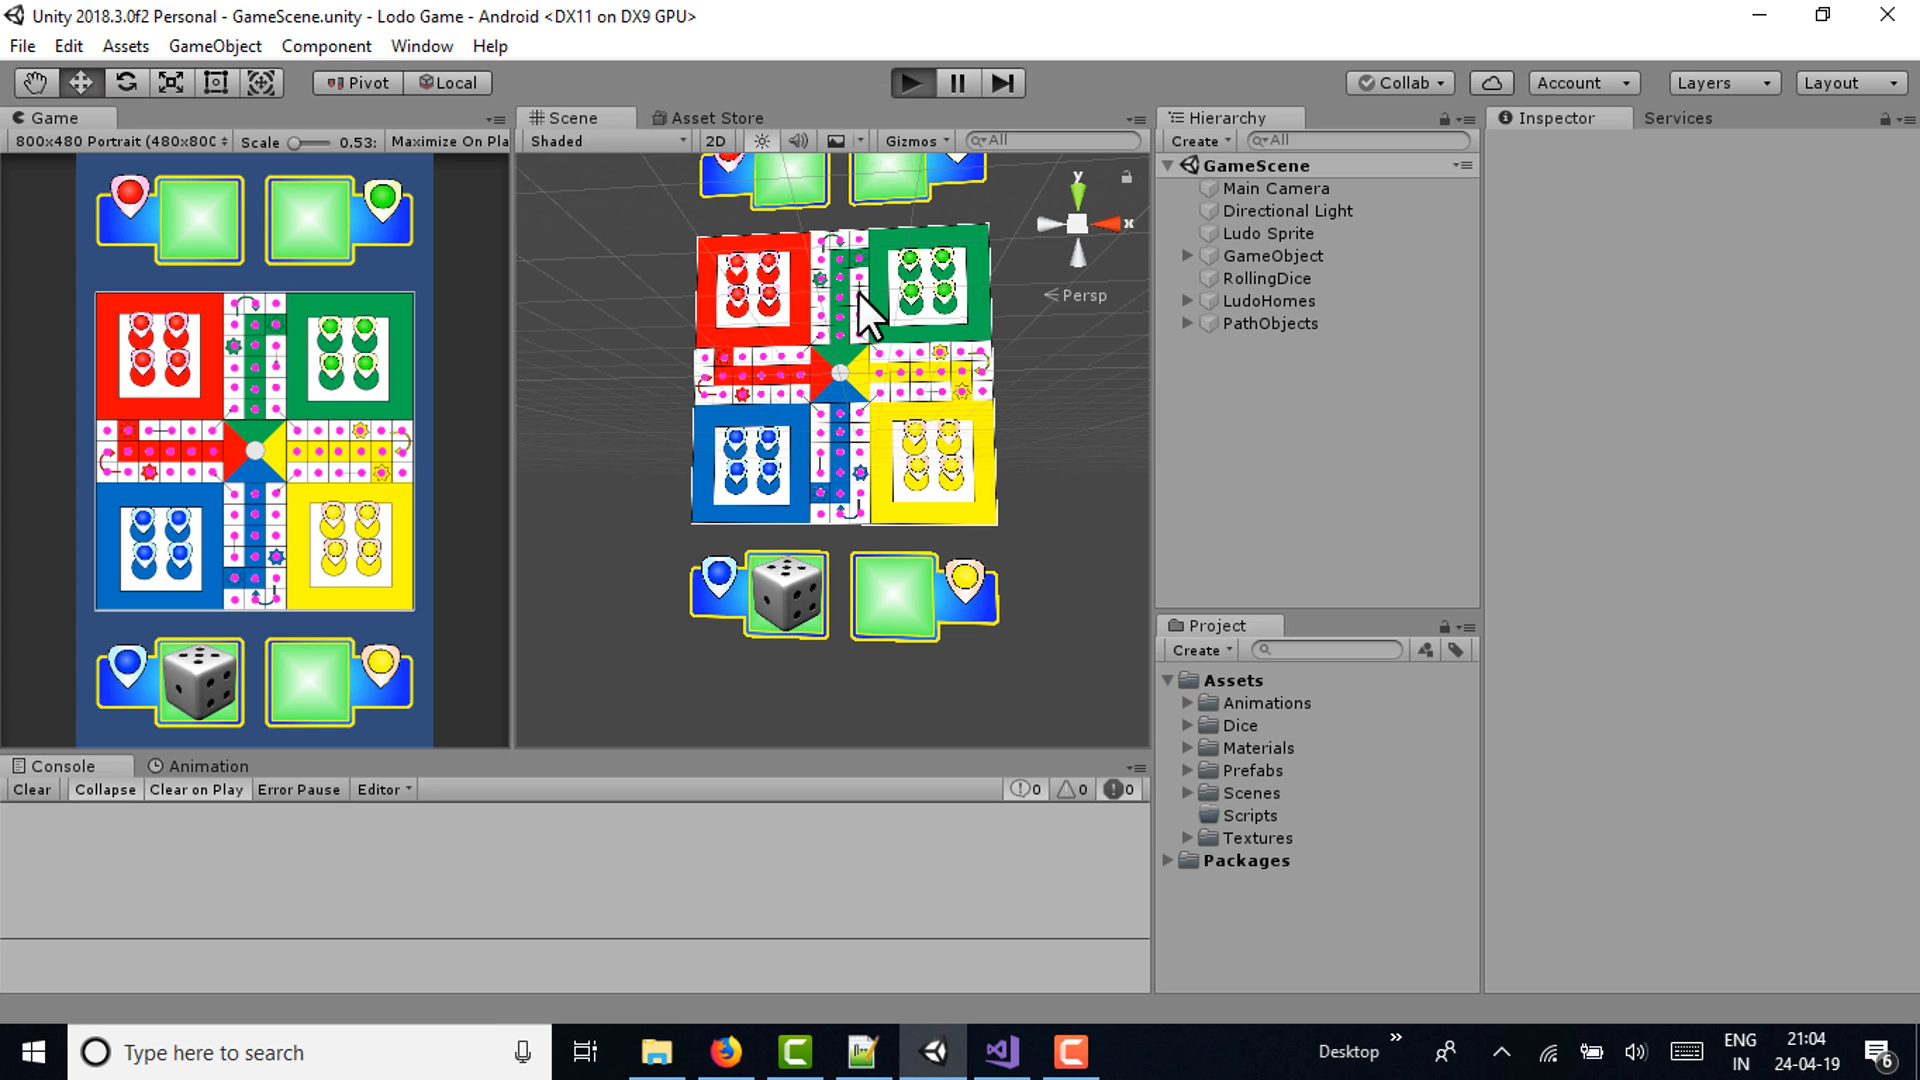 Unity 2018.3.0f2 Personal - GameScene.unity - Lodo Game - Android <DX11 on DX9 GPU>
File Edit Assets GameObject Component Window Help
Pivot Local Collab Account Layers Layout
Game Scene Asset Store Hierarchy Inspector Services
800x480 Portrait (480x80( Scale 0.53: Maximize On Pla Shaded 2D Gizmos All Create All
GameScene
Main Camera
Directional Light
Ludo Sprite
GameObject
RollingDice
LudoHomes
PathObjects
y
x
Persp
Project
Create
Assets
Animations
Dice
Materials
Prefabs
Scenes
Scripts
Textures
Packages
Console Animation
Clear Collapse Clear on Play Error Pause Editor 0 0 0
Type here to search
Desktop
ENG
IN
21:04
24-04-19
6